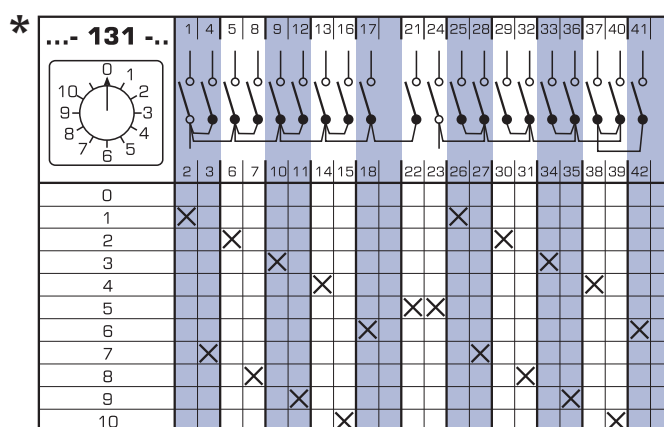 *
...- 131 -..
1 4 5 8 9 12 13 16 17 21 24 25 28 29 32 33 36 37 40 41
0
1
2
3
4
5
6
7
8
9
10
2 3 6 7 10 11 14 15 18 22 23 26 27 30 31 34 35 38 39 42
0
1 X X
2 X X
3 X X
4 X X
5 X X
6 X X
7 X X
8 X X
9 X X
10 X X